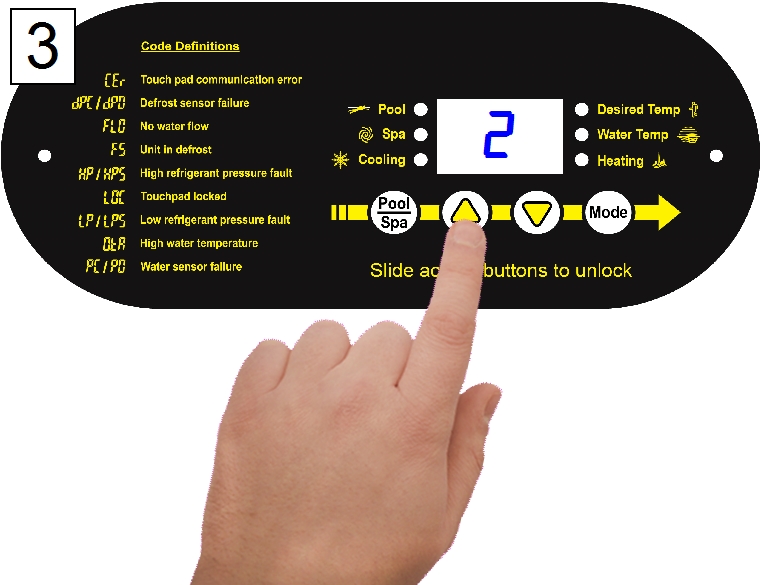 3
Code Definitions
CEr Touch pad communication error
dPC/dPO Defrost sensor failure
FLO No water flow
FS Unit in defrost
HP/HPS High refrigerant pressure fault
LOC Touchpad locked
LP/LPS Low refrigerant pressure fault
OtA High water temperature
PC/PO Water sensor failure
Pool
Spa
Cooling
2
Desired Temp
Water Temp
Heating
Pool
Spa
Mode
Slide ac buttons to unlock